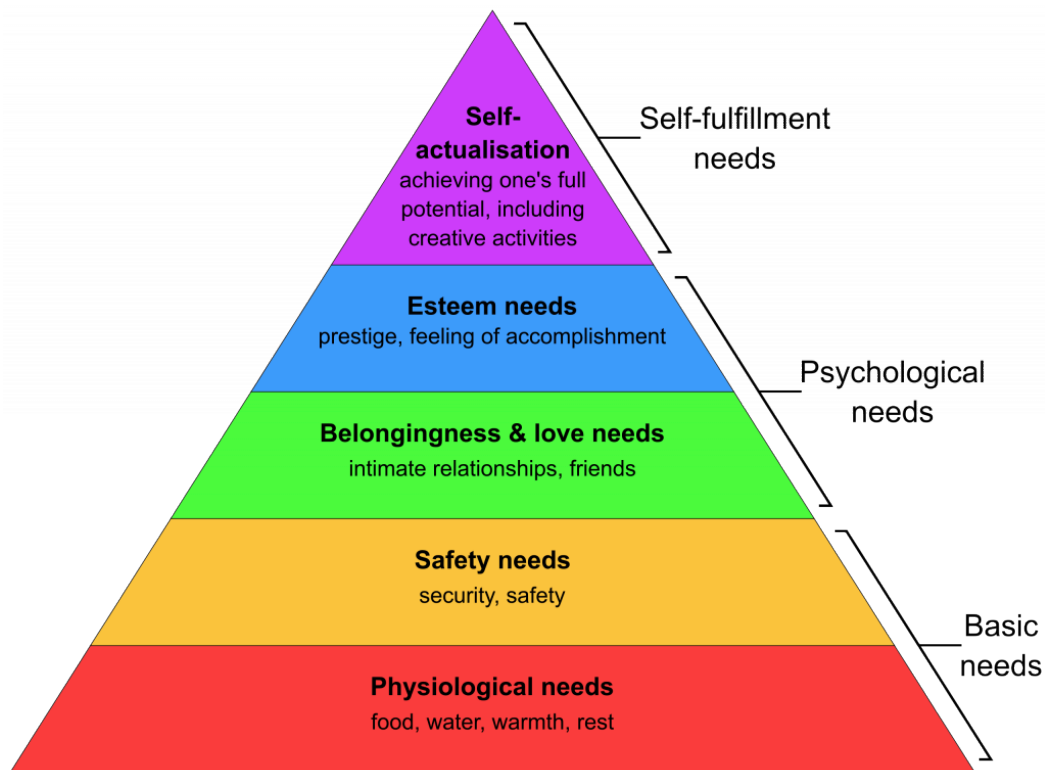 Self-
actualisation
achieving one's full
potential, including
creative activities
Self-fulfillment
needs
Esteem needs
prestige, feeling of accomplishment
Psychological
needs
Belongingness & love needs
intimate relationships, friends
Safety needs
security, safety
Basic
needs
Physiological needs
food, water, warmth, rest